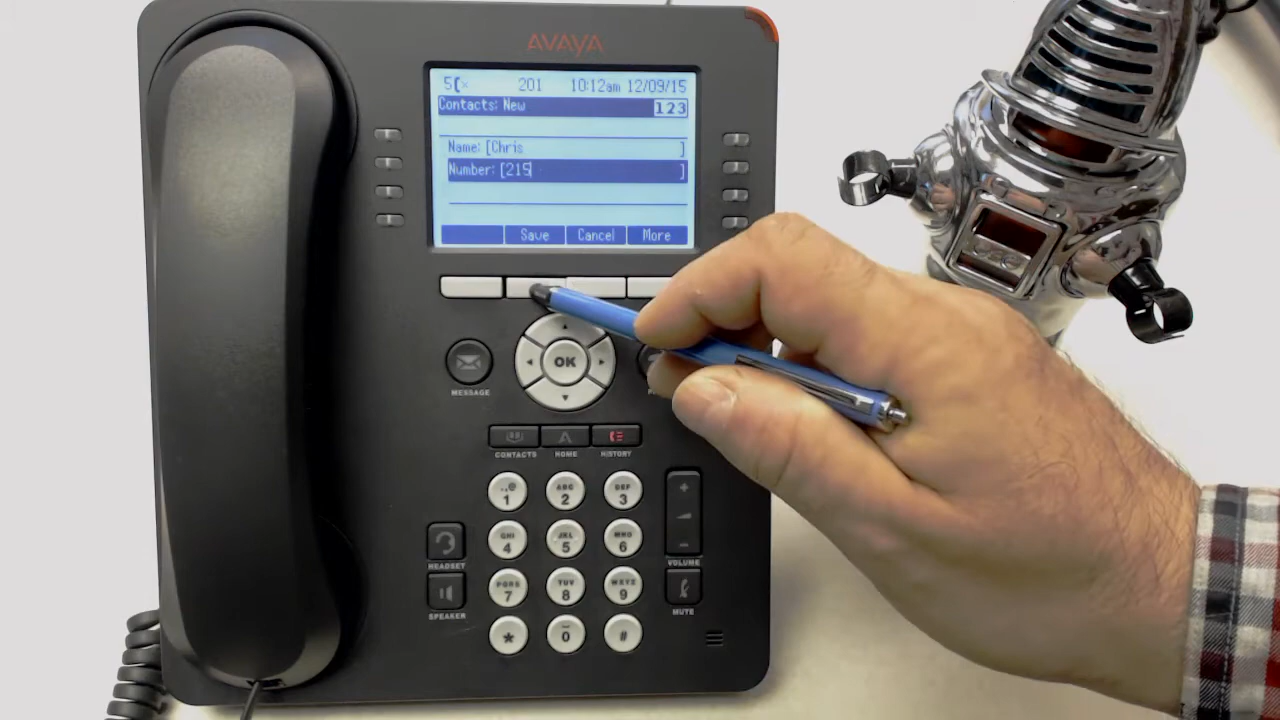 AVAYA
5 201 10:12am 12/09/15
Contacts: New 123
Name: [Chris ]
Number: [215 ]
Save Cancel More
OK
MESSAGE
CONTACTS HOME HISTORY
.,@ ABC DEF
1 2 3
GHI JKL MNO
4 5 6
PQRS TUV WXYZ
7 8 9
* 0 #
+
-
HEADSET
VOLUME
SPEAKER
MUTE